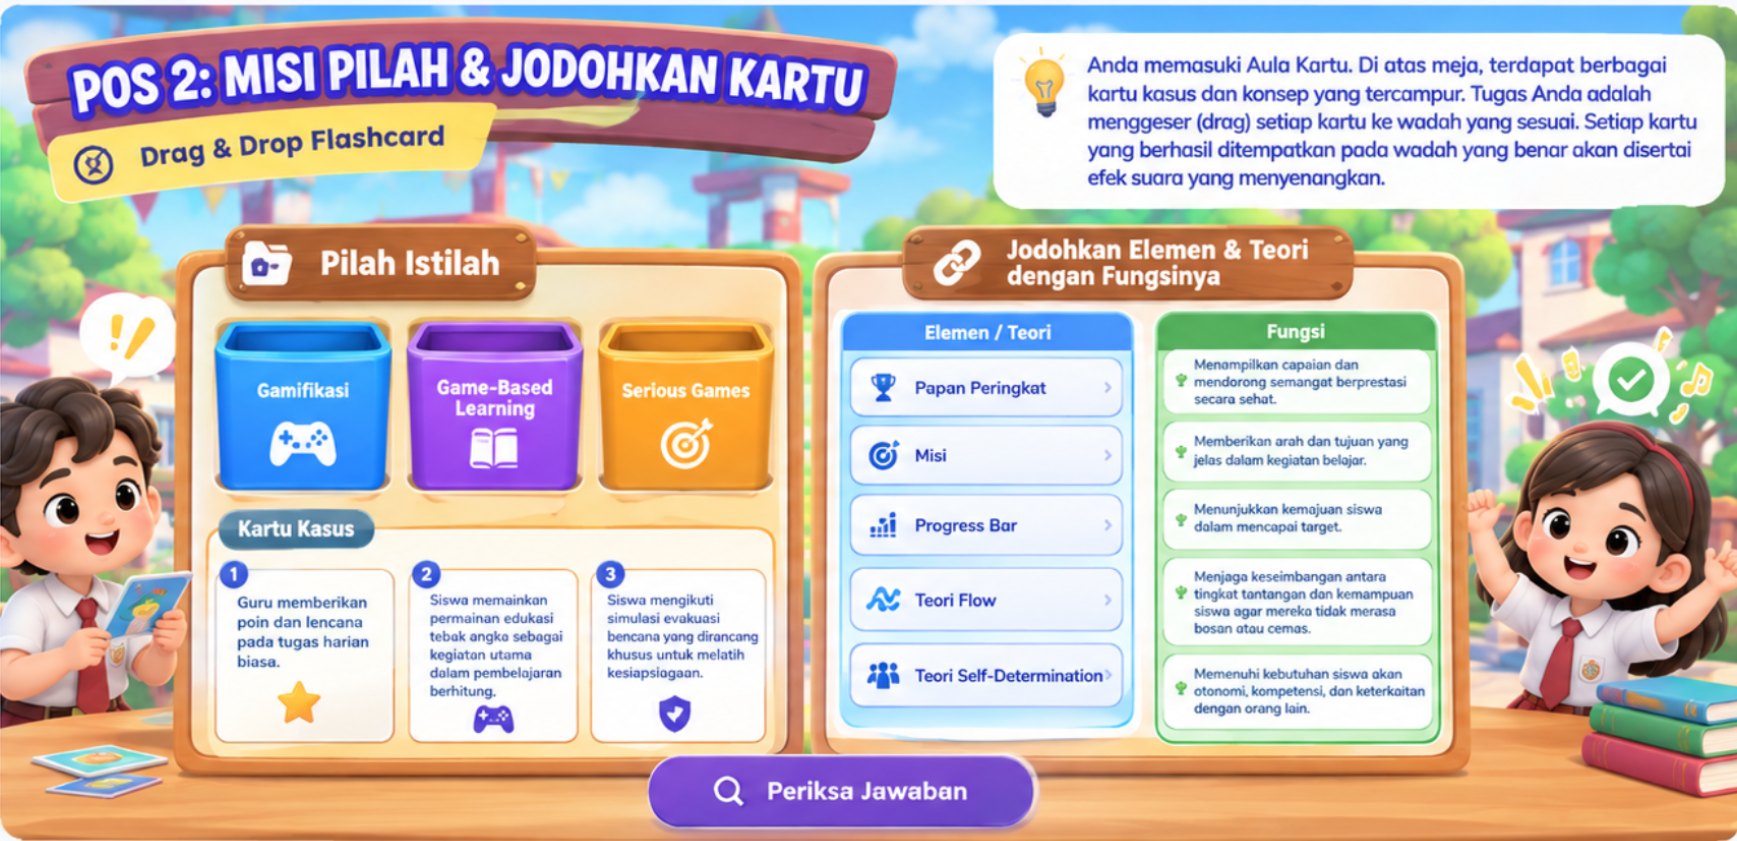 POS 2: MISI PILAH & JODOHKAN KARTU
Drag & Drop Flashcard
Anda memasuki Aula Kartu. Di atas meja, terdapat berbagai
kartu kasus dan konsep yang tercampur. Tugas Anda adalah
menggeser (drag) setiap kartu ke wadah yang sesuai. Setiap kartu
yang berhasil ditempatkan pada wadah yang benar akan disertai
efek suara yang menyenangkan.
Pilah Istilah
Gamifikasi
Game-Based
Learning
Serious Games
Kartu Kasus
1
Guru memberikan
poin dan lencana
pada tugas harian
biasa.
2
Siswa memainkan
permainan edukasi
tebak angka sebagai
kegiatan utama
dalam pembelajaran
berhitung.
3
Siswa mengikuti
simulasi evakuasi
bencana yang dirancang
khusus untuk melatih
kesiapsiagaan.
Jodohkan Elemen & Teori
dengan Fungsinya
Elemen / Teori
Papan Peringkat
Misi
Progress Bar
Teori Flow
Teori Self-Determination
Fungsi
Menampilkan capaian dan
mendorong semangat berprestasi
secara sehat.
Memberikan arah dan tujuan yang
jelas dalam kegiatan belajar.
Menunjukkan kemajuan siswa
dalam mencapai target.
Menjaga keseimbangan antara
tingkat tantangan dan kemampuan
siswa agar mereka tidak merasa
bosan atau cemas.
Memenuhi kebutuhan siswa akan
otonomi, kompetensi, dan keterkaitan
dengan orang lain.
Periksa Jawaban